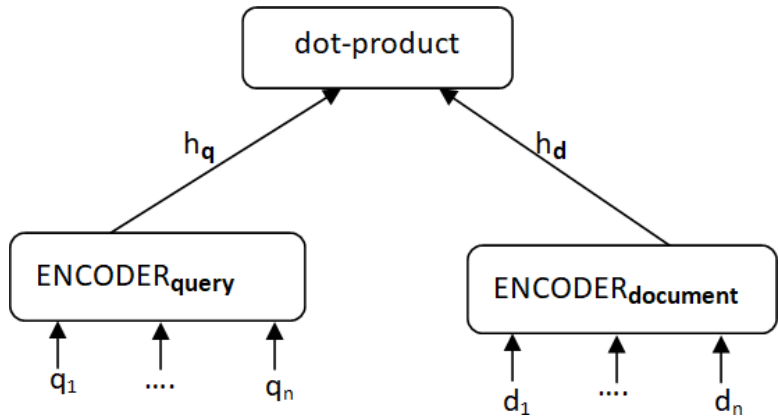 dot-product
hq
hd
ENCODERquery
ENCODERdocument
q1
....
qn
d1
....
dn